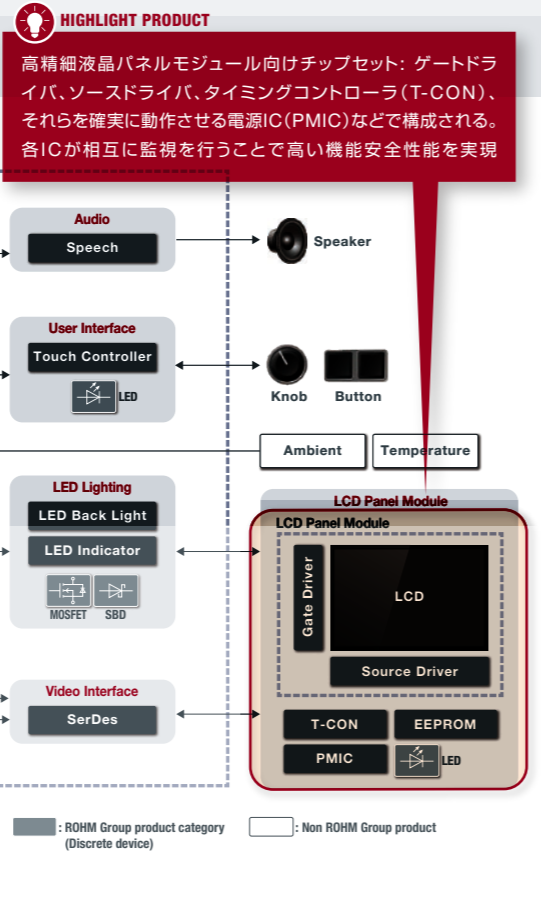 HIGHLIGHT PRODUCT
高精細液晶パネルモジュール向けチップセット: ゲートドラ
イバ、ソースドライバ、タイミングコントローラ(T-CON)、
それらを確実に動作させる電源IC(PMIC)などで構成される。
各ICが相互に監視を行うことで高い機能安全性能を実現
Audio
Speech
Speaker
User Interface
Touch Controller
LED
Knob
Button
Ambient
Temperature
LED Lighting
LED Back Light
LED Indicator
MOSFET
SBD
LCD Panel Module
LCD Panel Module
Gate Driver
LCD
Source Driver
Video Interface
SerDes
T-CON
EEPROM
PMIC
LED
: ROHM Group product category
(Discrete device)
: Non ROHM Group product